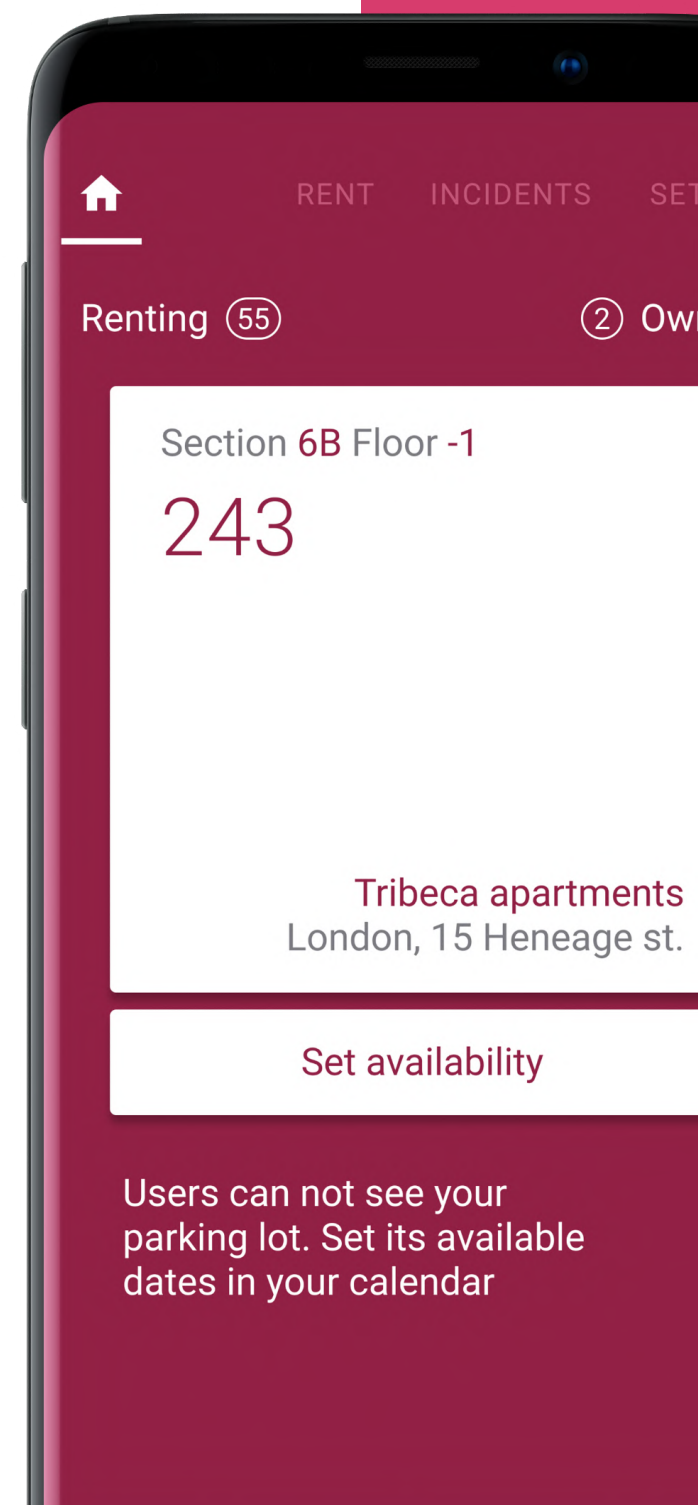 RENT INCIDENTS
Renting 55 2
Section 6B Floor -1
243
Tribeca apartments
London, 15 Heneage st.
Set availability
Users can not see your
parking lot. Set its available
dates in your calendar